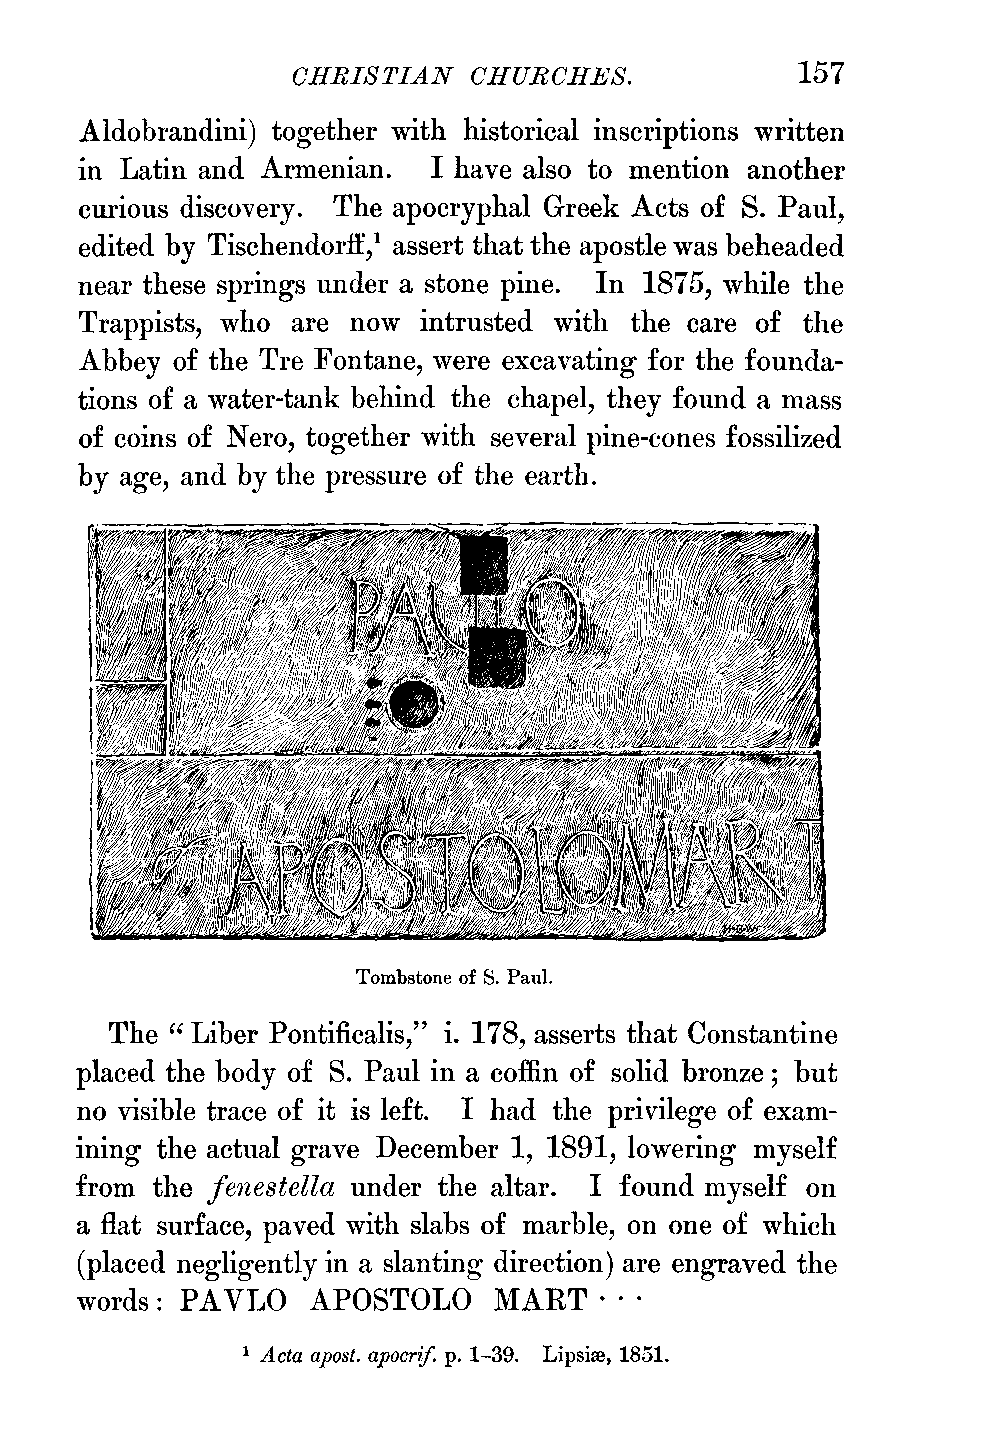 CHRISTIAN CHURCHES. 157
Aldobrandini) together with historical inscriptions written
in Latin and Armenian. I have also to mention another
curious discovery. The apocryphal Greek Acts of S. Paul,
edited by Tischendorff,¹ assert that the apostle was beheaded
near these springs under a stone pine. In 1875, while the
Trappists, who are now intrusted with the care of the
Abbey of the Tre Fontane, were excavating for the founda-
tions of a water-tank behind the chapel, they found a mass
of coins of Nero, together with several pine-cones fossilized
by age, and by the pressure of the earth.
PAULO
APOSTOLOMART
Tombstone of S. Paul.
The “Liber Pontificalis,” i. 178, asserts that Constantine
placed the body of S. Paul in a coffin of solid bronze; but
no visible trace of it is left. I had the privilege of exam-
ining the actual grave December 1, 1891, lowering myself
from the fenestella under the altar. I found myself on
a flat surface, paved with slabs of marble, on one of which
(placed negligently in a slanting direction) are engraved the
words: PAVLO APOSTOLO MART · · ·
¹ Acta apost. apocrif. p. 1–39. Lipsiæ, 1851.